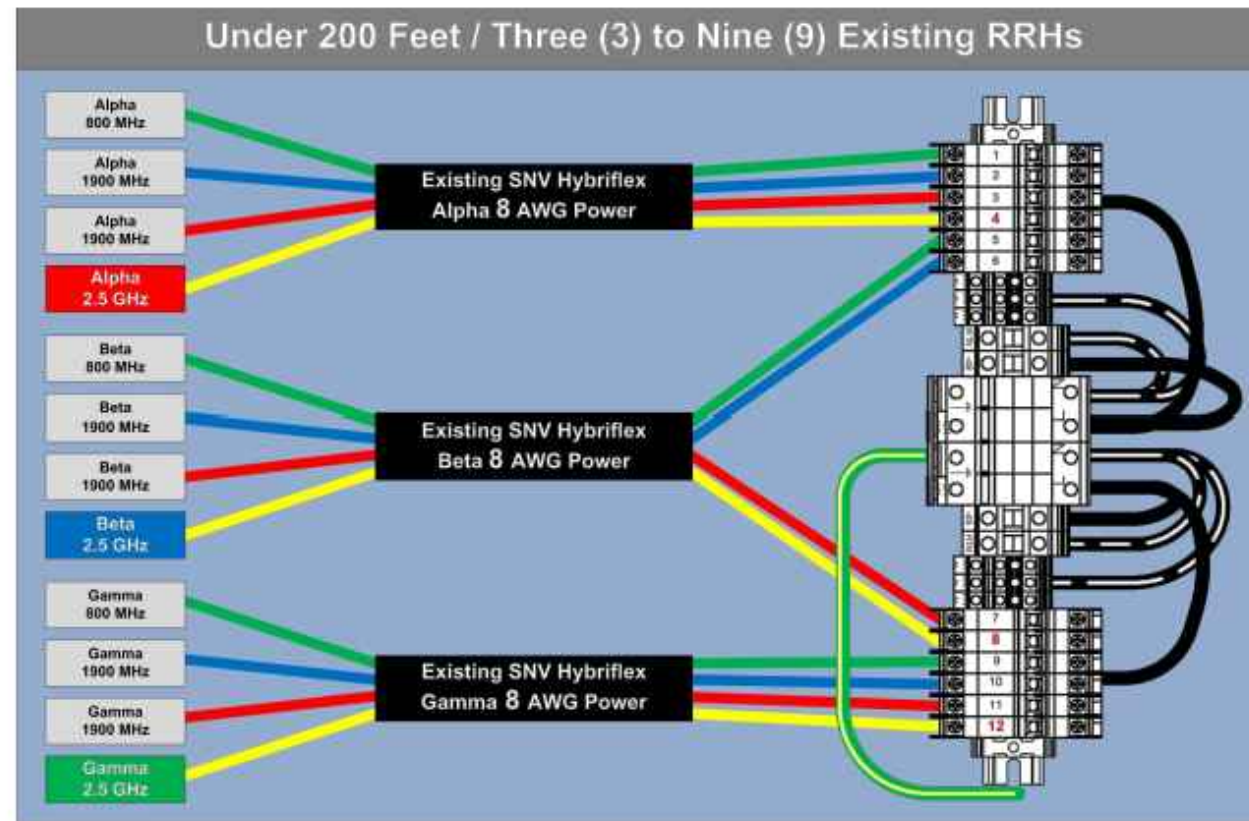 Under 200 Feet / Three (3) to Nine (9) Existing RRHs
Alpha
800 MHz
Alpha
1900 MHz
Alpha
1900 MHz
Alpha
2.5 GHz
Existing SNV Hybriflex
Alpha 8 AWG Power
Beta
800 MHz
Beta
1900 MHz
Beta
1900 MHz
Beta
2.5 GHz
Existing SNV Hybriflex
Beta 8 AWG Power
Gamma
800 MHz
Gamma
1900 MHz
Gamma
1900 MHz
Gamma
2.5 GHz
Existing SNV Hybriflex
Gamma 8 AWG Power
1
2
3
4
5
6
7
8
9
10
11
12